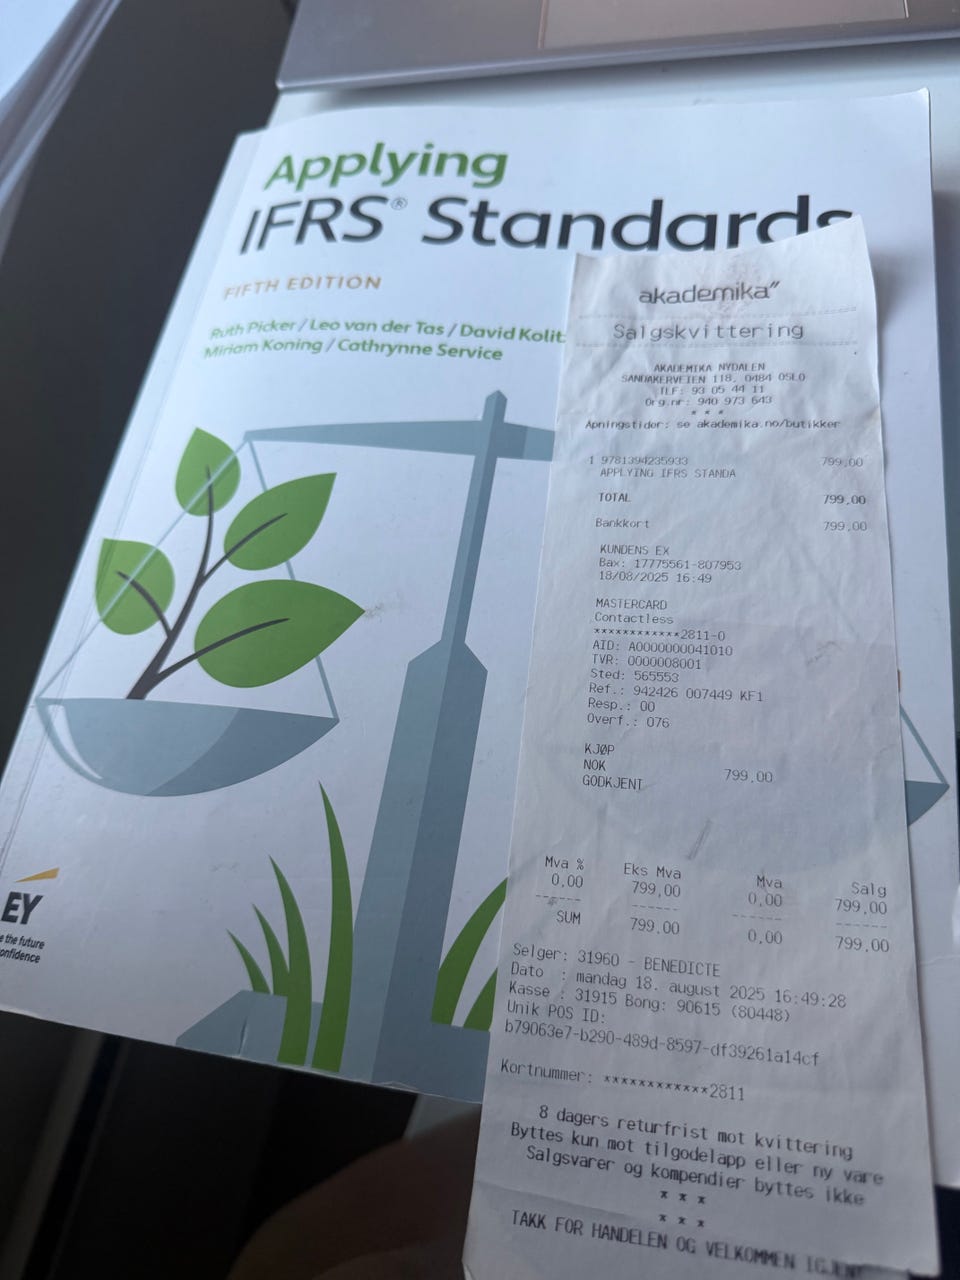 Applying
IFRS® Standards
FIFTH EDITION
Ruth Picker / Leo van der Tas / David Kolit
Miriam Koning / Cathrynne Service
EY
e the future
onfidence
akademika"
Salgskvittering
AKADEMIKA NYDALEN
SANDAKERVEIEN 118, 0484 OSLO
TLF: 93 05 44 11
Org.nr: 940 973 643
* * *
Apningstider: se akademika.no/butikker
1 9781394235933 799,00
APPLYING IFRS STANDA
TOTAL 799,00
Bankkort 799,00
KUNDENS EX
Bax: 17775561-807953
18/08/2025 16:49
MASTERCARD
Contactless
************2811-0
AID: A0000000041010
TVR: 0000008001
Sted: 565553
Ref.: 942426 007449 KF1
Resp.: 00
Overf.: 076
KJØP
NOK 799,00
GODKJENT
Mva % Eks Mva Mva Salg
0,00 799,00 0,00 799,00
------ ------ ------ ------
SUM 799,00 0,00 799,00
Selger: 31960 - BENEDICTE
Dato : mandag 18. august 2025 16:49:28
Kasse : 31915 Bong: 90615 (80448)
Unik POS ID:
b79063e7-b290-489d-8597-df39261a14cf
Kortnummer: ************2811
8 dagers returfrist mot kvittering
Byttes kun mot tilgodelapp eller ny vare
Salgsvarer og kompendier byttes ikke
* * *
* * *
TAKK FOR HANDELEN OG VELKOMMEN IGJEN